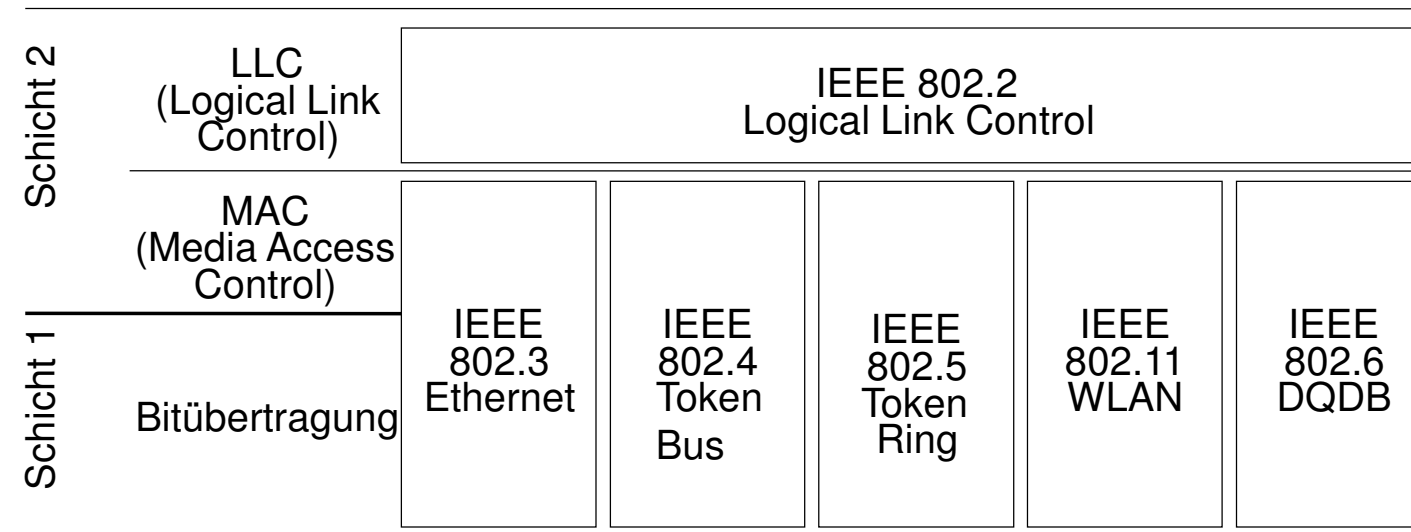 Schicht 2
LLC
(Logical Link
Control)
IEEE 802.2
Logical Link Control
MAC
(Media Access
Control)
Schicht 1
Bitübertragung
IEEE
802.3
Ethernet
IEEE
802.4
Token
Bus
IEEE
802.5
Token
Ring
IEEE
802.11
WLAN
IEEE
802.6
DQDB